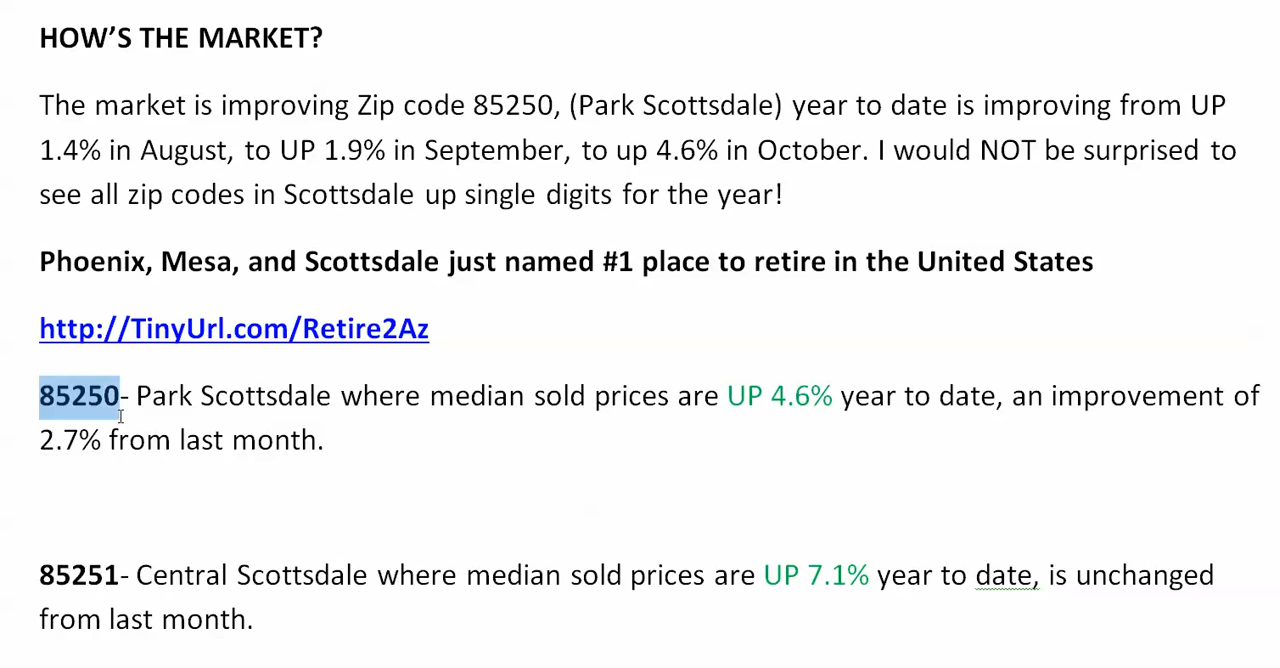 HOW’S THE MARKET?
The market is improving Zip code 85250, (Park Scottsdale) year to date is improving from UP
1.4% in August, to UP 1.9% in September, to up 4.6% in October. I would NOT be surprised to
see all zip codes in Scottsdale up single digits for the year!
Phoenix, Mesa, and Scottsdale just named #1 place to retire in the United States
http://TinyUrl.com/Retire2Az
85250- Park Scottsdale where median sold prices are UP 4.6% year to date, an improvement of
2.7% from last month.
85251- Central Scottsdale where median sold prices are UP 7.1% year to date, is unchanged
from last month.